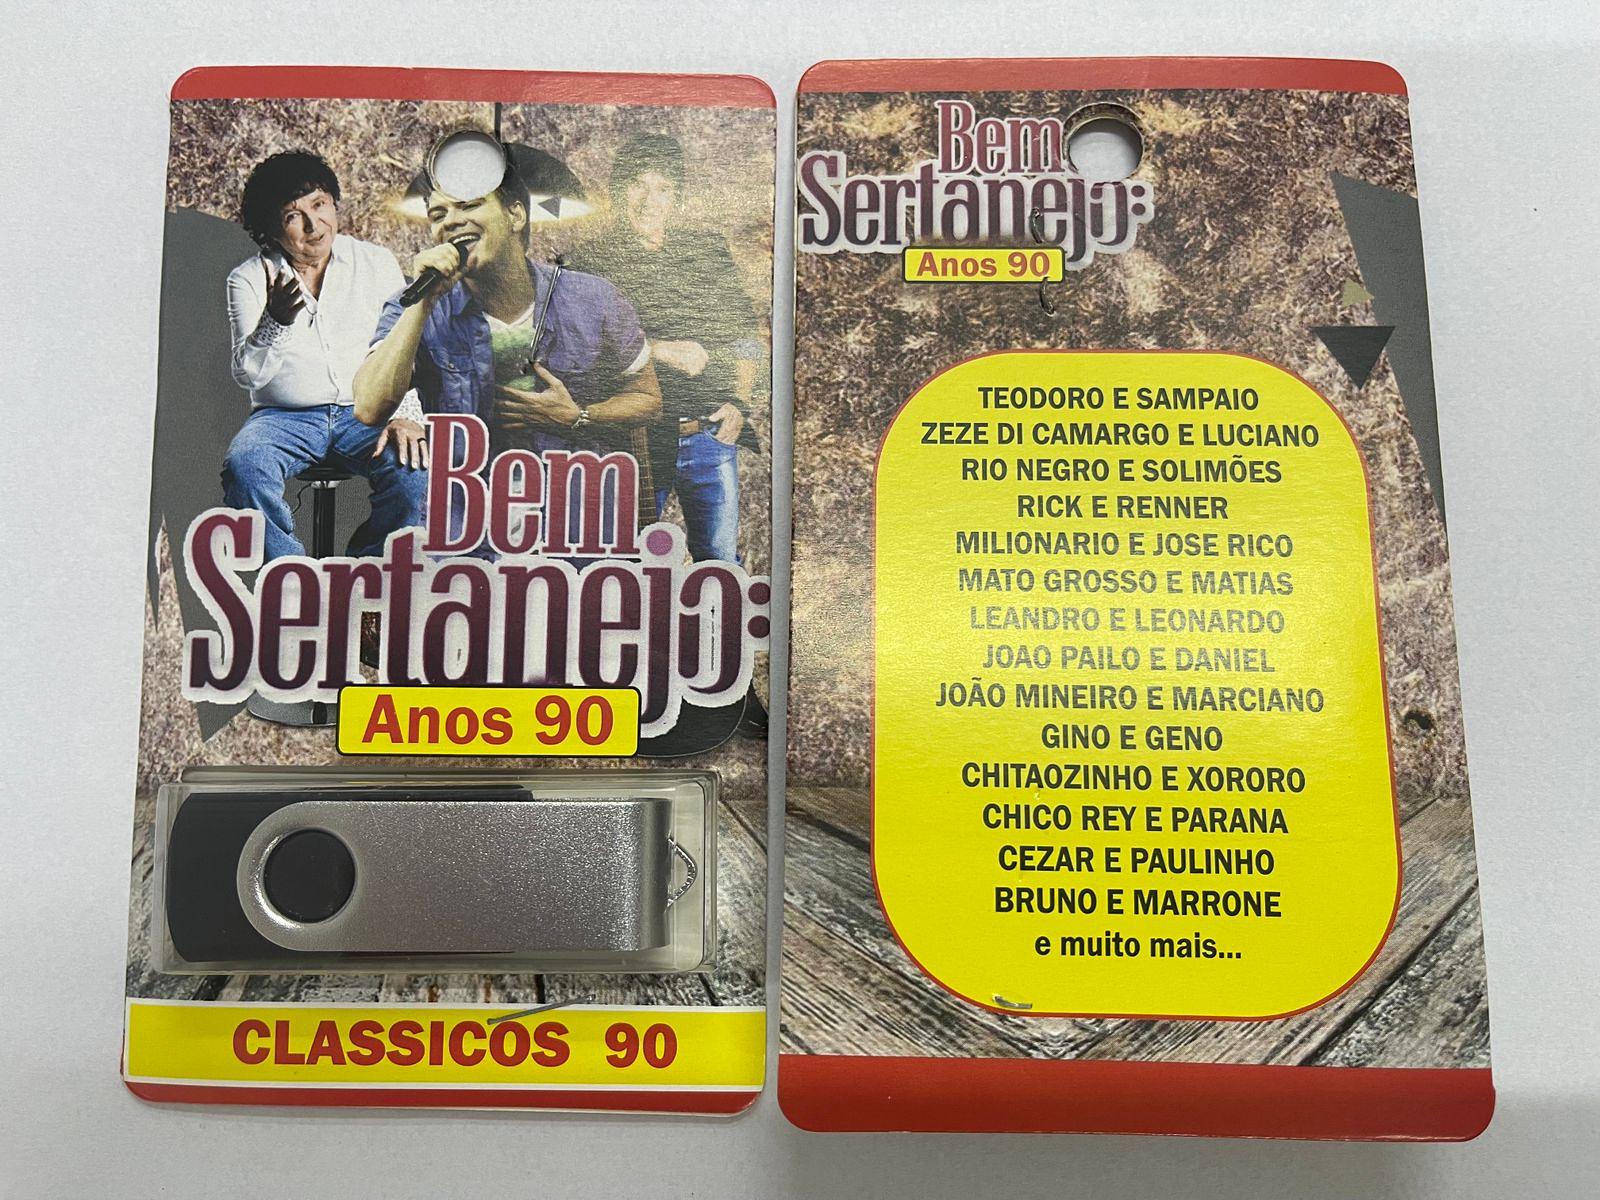 Bem
Sertanejo:
Anos 90
CLASSICOS 90
Bem
Sertanejo:
Anos 90
TEODORO E SAMPAIO
ZEZE DI CAMARGO E LUCIANO
RIO NEGRO E SOLIMÕES
RICK E RENNER
MILIONARIO E JOSE RICO
MATO GROSSO E MATIAS
LEANDRO E LEONARDO
JOAO PAILO E DANIEL
JOÃO MINEIRO E MARCIANO
GINO E GENO
CHITAOZINHO E XORORO
CHICO REY E PARANA
CEZAR E PAULINHO
BRUNO E MARRONE
e muito mais...